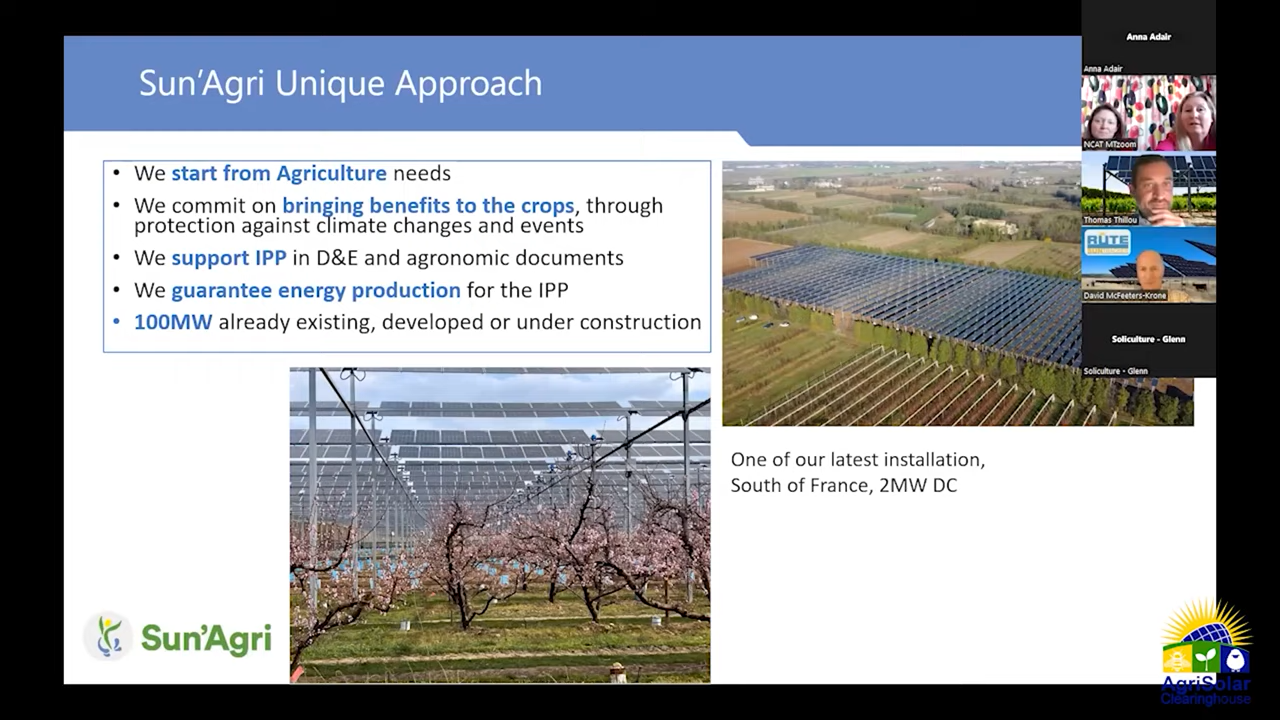 Sun'Agri Unique Approach
• We start from Agriculture needs
• We commit on bringing benefits to the crops, through
protection against climate changes and events
• We support IPP in D&E and agronomic documents
• We guarantee energy production for the IPP
• 100MW already existing, developed or under construction
One of our latest installation,
South of France, 2MW DC
Sun'Agri
Anna Adair
Anna Adair
NCAT MTzoom
Thomas Thillou
RUTE
SUN
David McFeeters-Krone
Soliculture - Glenn
Soliculture - Glenn
AgriSolar
Clearinghouse